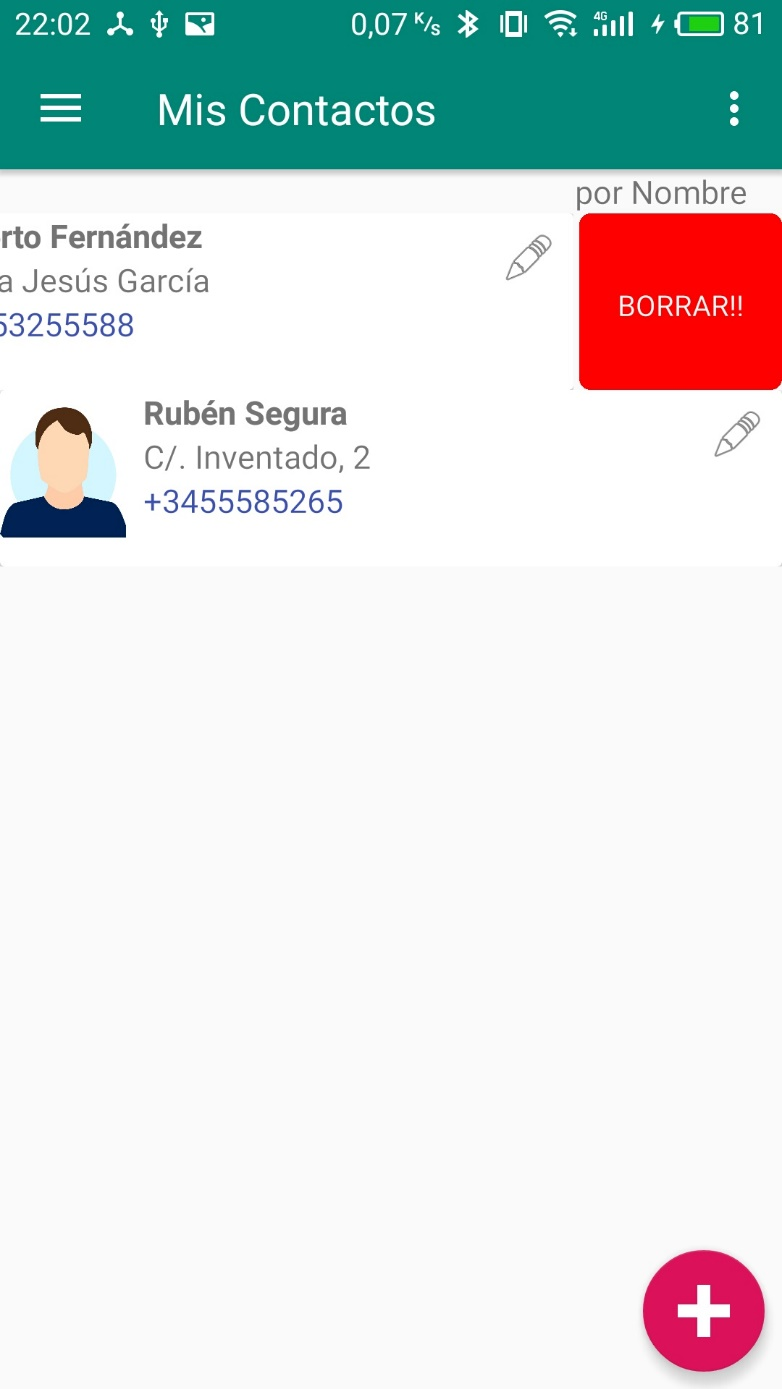 22:02 0,07 K/s 4G 81
Mis Contactos
por Nombre
rto Fernández
a Jesús García
53255588
BORRAR!!
Rubén Segura
C/. Inventado, 2
+3455585265